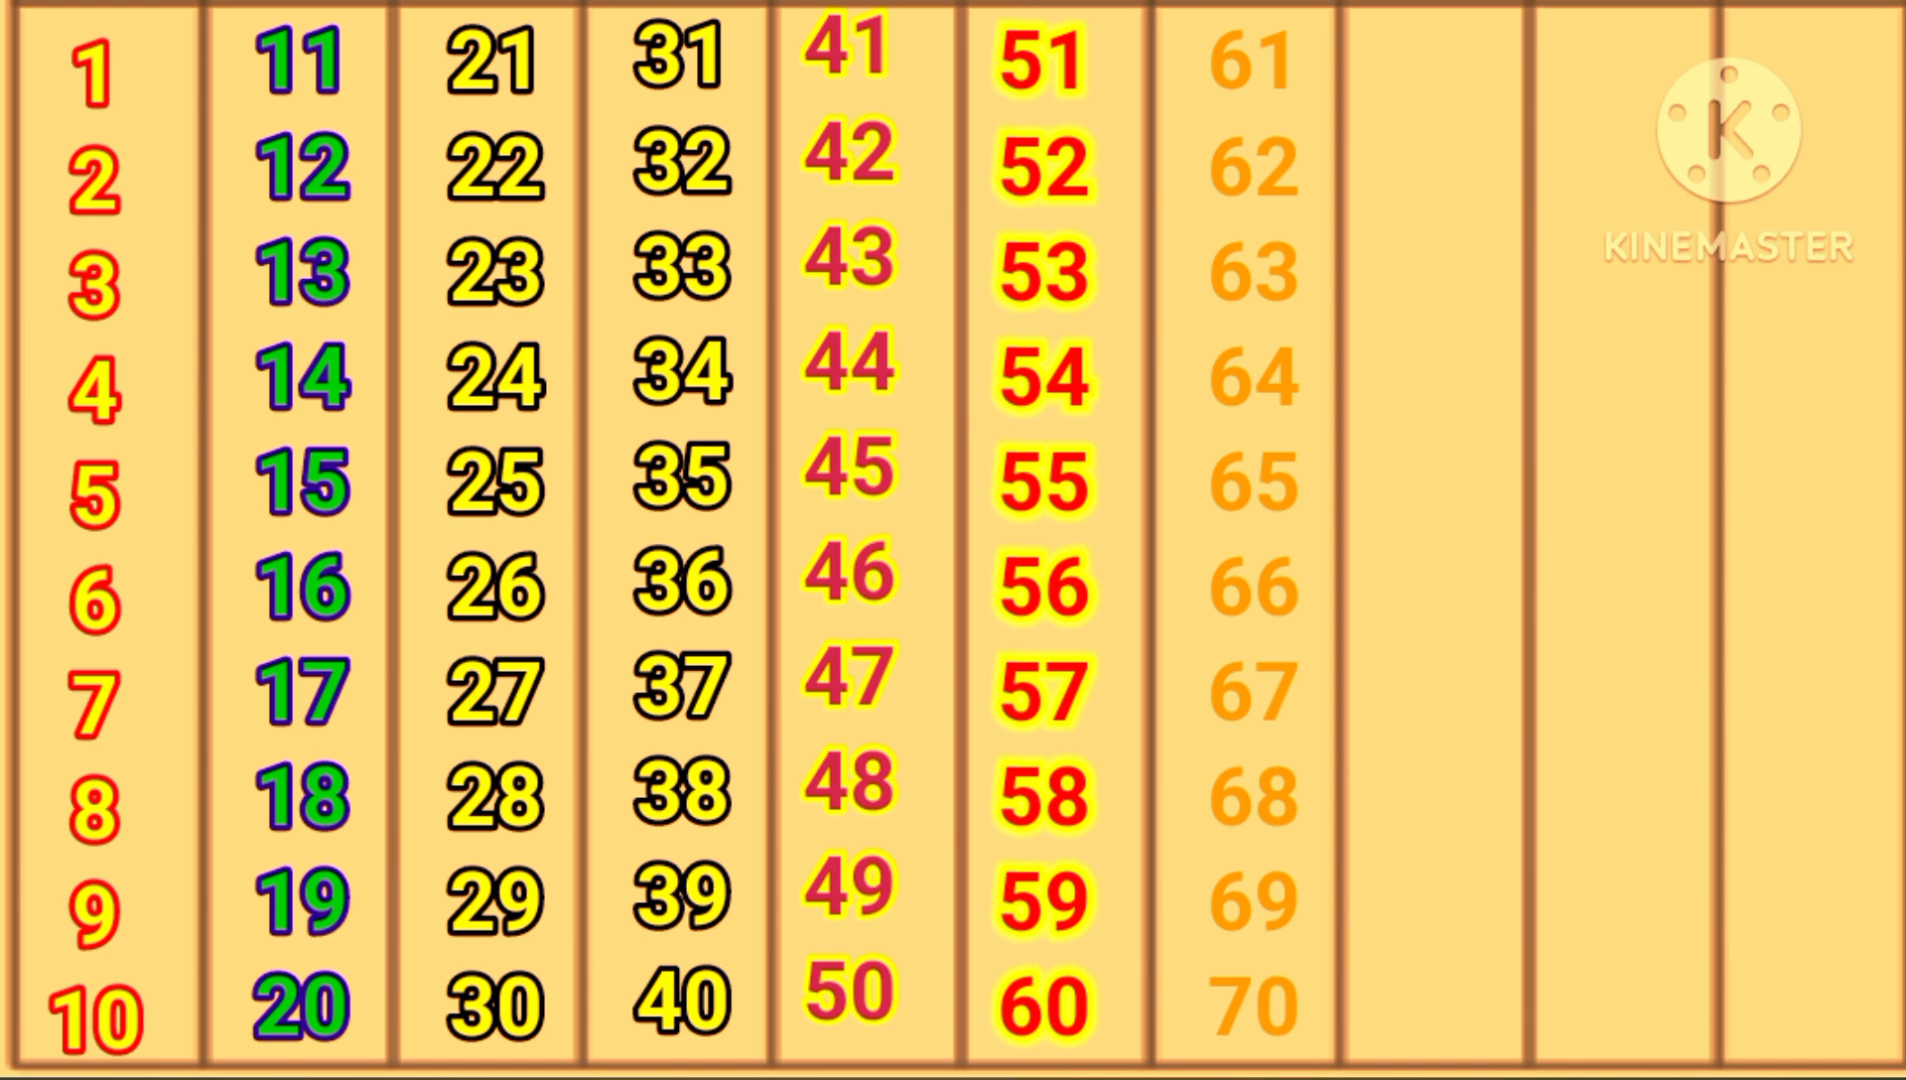 1 11 21 31 41 51 61
2 12 22 32 42 52 62
3 13 23 33 43 53 63
4 14 24 34 44 54 64
5 15 25 35 45 55 65
6 16 26 36 46 56 66
7 17 27 37 47 57 67
8 18 28 38 48 58 68
9 19 29 39 49 59 69
10 20 30 40 50 60 70
K
KINEMASTER